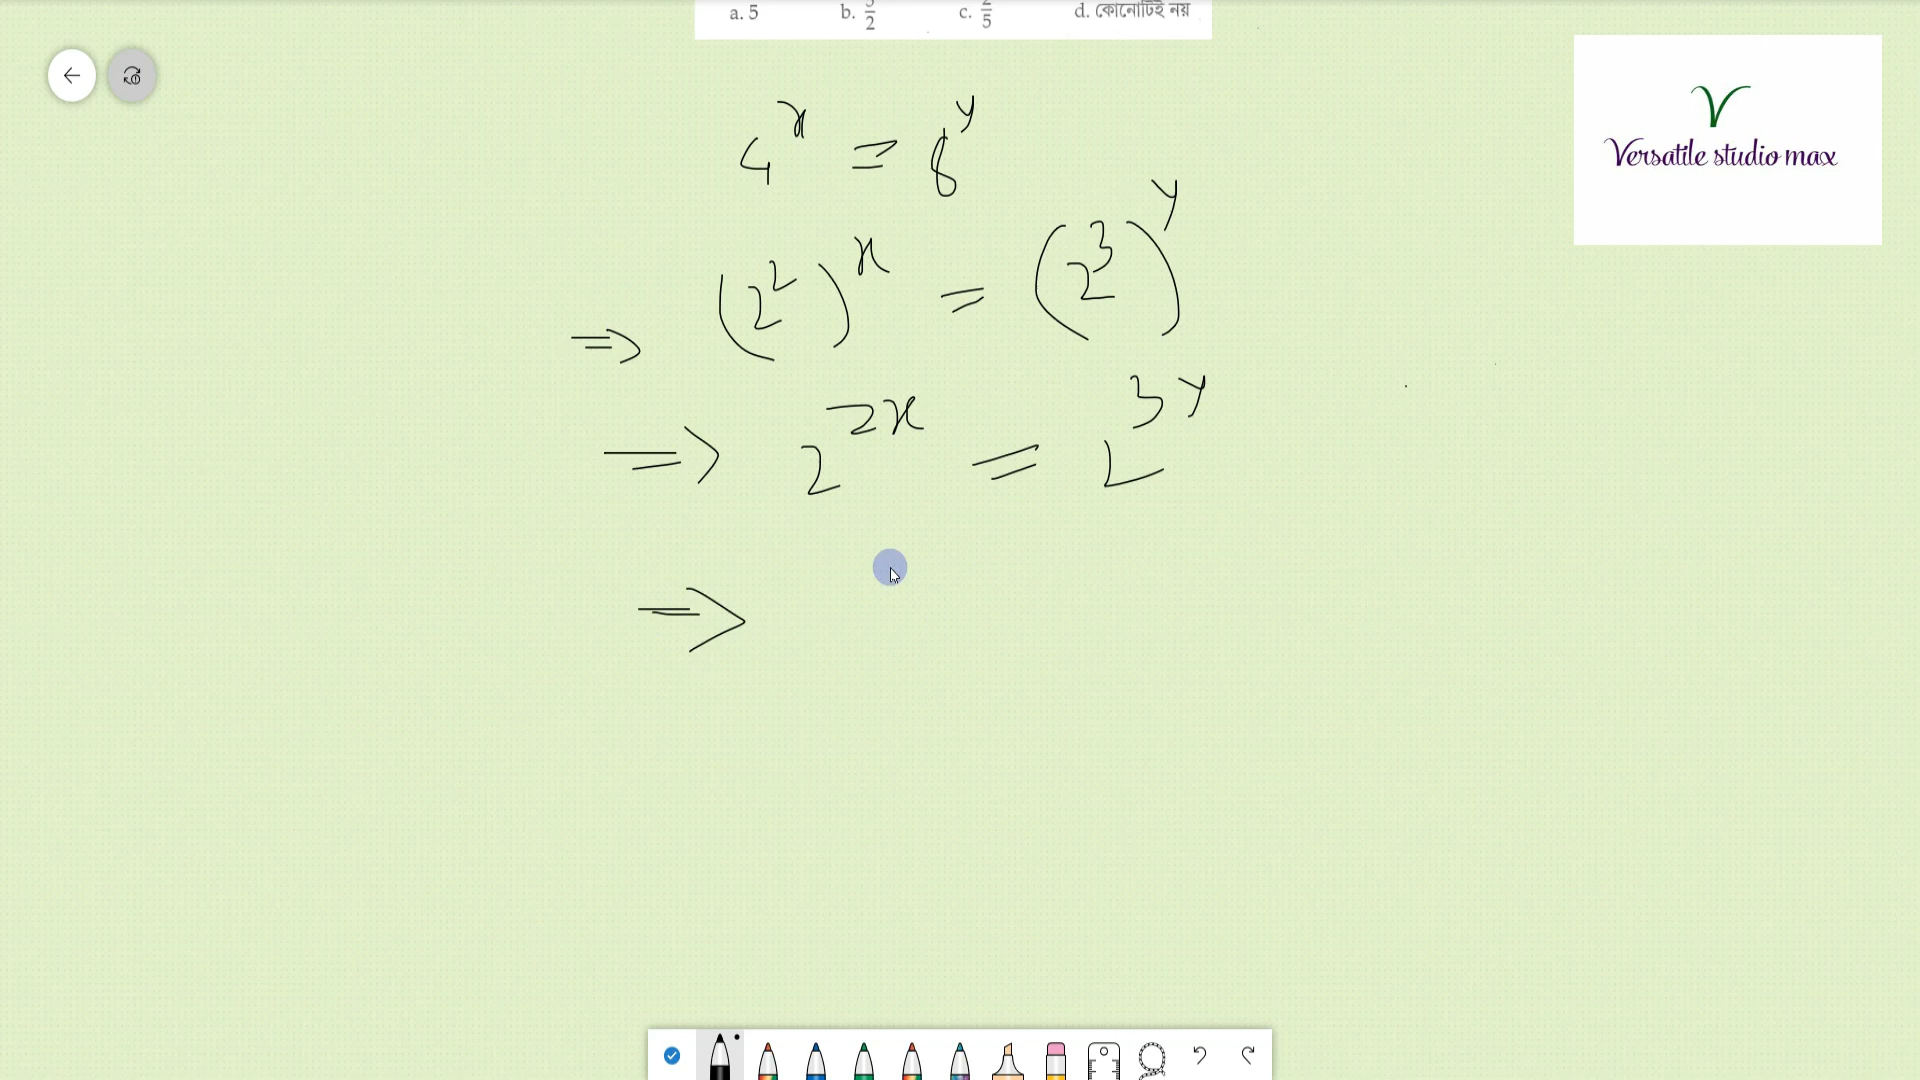 a. 5 b. 5/2 c. 2/5 d. কোনোটিই নয়
V
Versatile studio max
4^x = 8^y
⇒ (2^2)^x = (2^3)^y
⇒ 2^2x = 2^3y
⇒